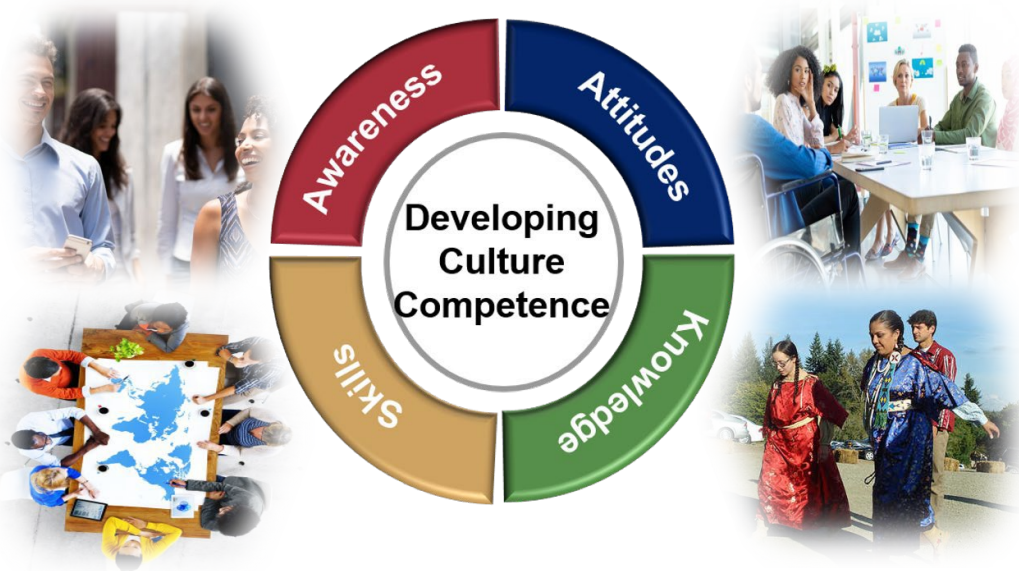 Awareness
Attitudes
Developing
Culture
Competence
Skills
Knowledge